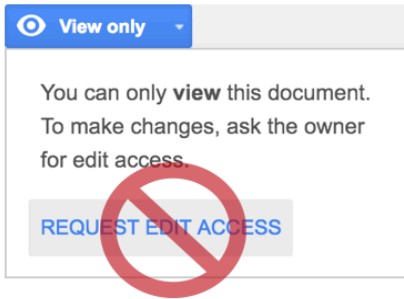 View only
You can only view this document.
To make changes, ask the owner
for edit access.
REQUEST EDIT ACCESS